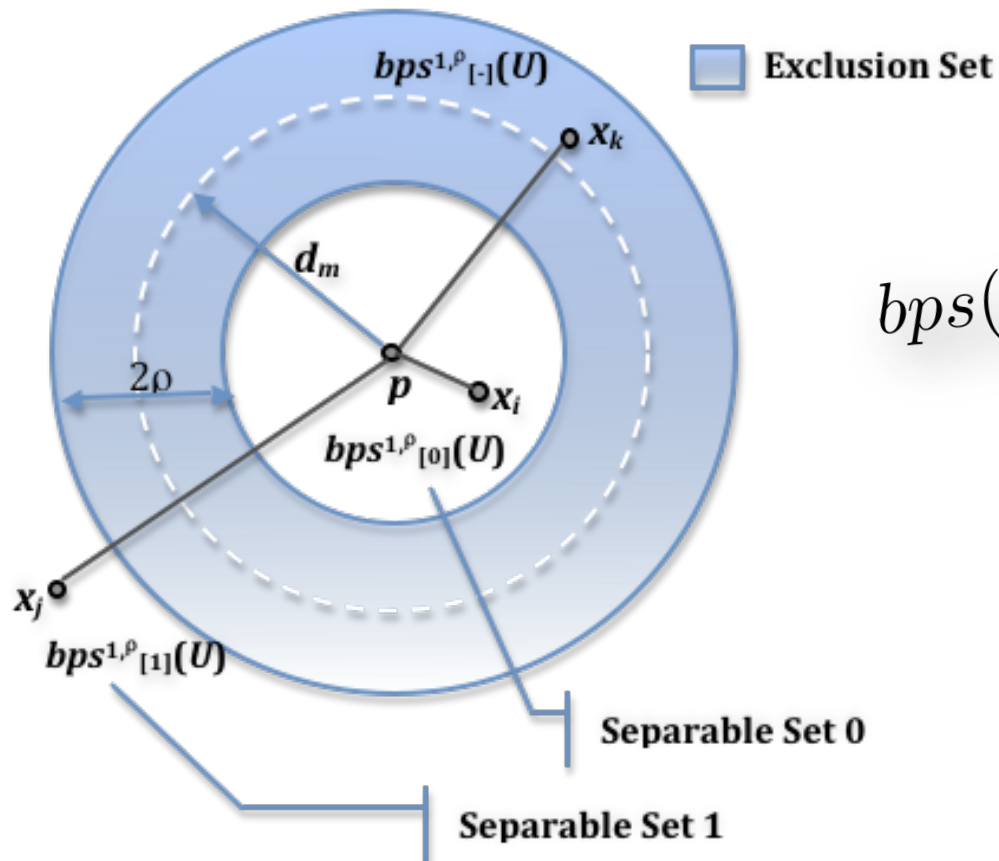 bps¹,ᵖ[-](U)
Exclusion Set
xₖ
dₘ
bps(
2ρ
p
xᵢ
bps¹,ᵖ[0](U)
xⱼ
bps¹,ᵖ[1](U)
Separable Set 0
Separable Set 1